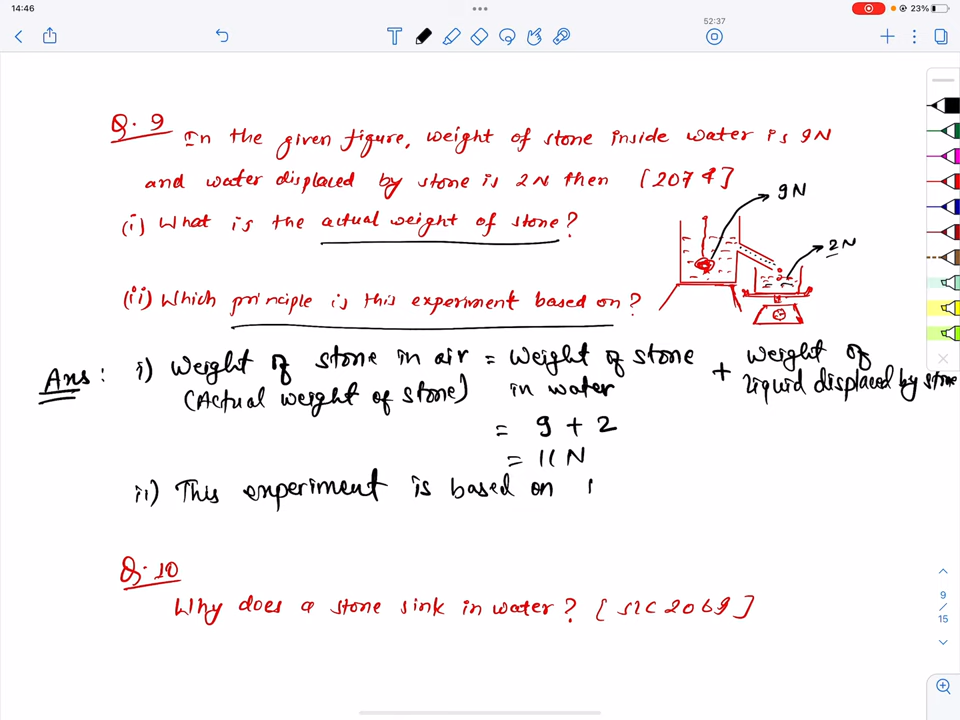 14:46
23%
52:37
Q. 9
In the given figure, weight of stone inside water is 9N
and water displaced by stone is 2N then [2074]
(i) What is the actual weight of stone?
9N
2N
(ii) Which principle is this experiment based on?
Ans: i) Weight of stone in air = Weight of stone + Weight of
(Actual weight of stone) in water liquid displaced by stone
= 9 + 2
= 11 N
ii) This experiment is based on
Q. 10
Why does a stone sink in water? [SLC 2069]
9
/
15